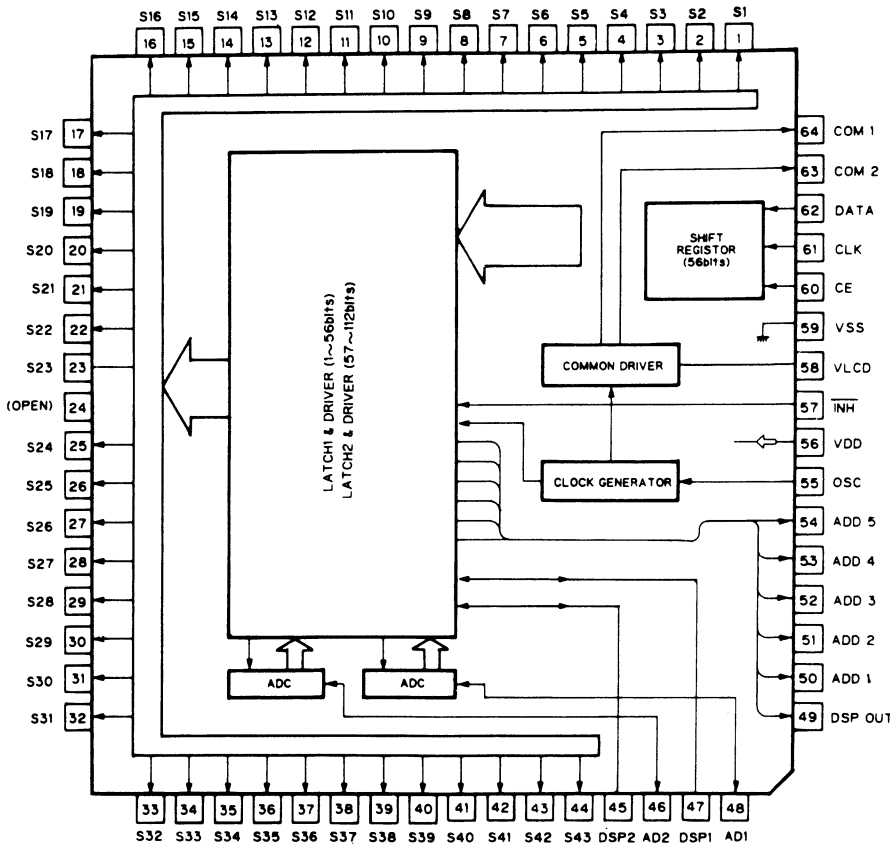 S16 S15 S14 S13 S12 S11 S10 S9 S8 S7 S6 S5 S4 S3 S2 S1
16 15 14 13 12 11 10 9 8 7 6 5 4 3 2 1
S17 17
S18 18
S19 19
S20 20
S21 21
S22 22
S23 23
(OPEN) 24
S24 25
S25 26
S26 27
S27 28
S28 29
S29 30
S30 31
S31 32
LATCH1 & DRIVER (1~56bits)
LATCH2 & DRIVER (57~112bits)
ADC
ADC
SHIFT
REGISTOR
(56bits)
COMMON DRIVER
CLOCK GENERATOR
64 COM 1
63 COM 2
62 DATA
61 CLK
60 CE
59 VSS
58 VLCD
57 INH
56 VDD
55 OSC
54 ADD 5
53 ADD 4
52 ADD 3
51 ADD 2
50 ADD 1
49 DSP OUT
33 34 35 36 37 38 39 40 41 42 43 44 45 46 47 48
S32 S33 S34 S35 S36 S37 S38 S39 S40 S41 S42 S43 DSP2 AD2 DSP1 AD1